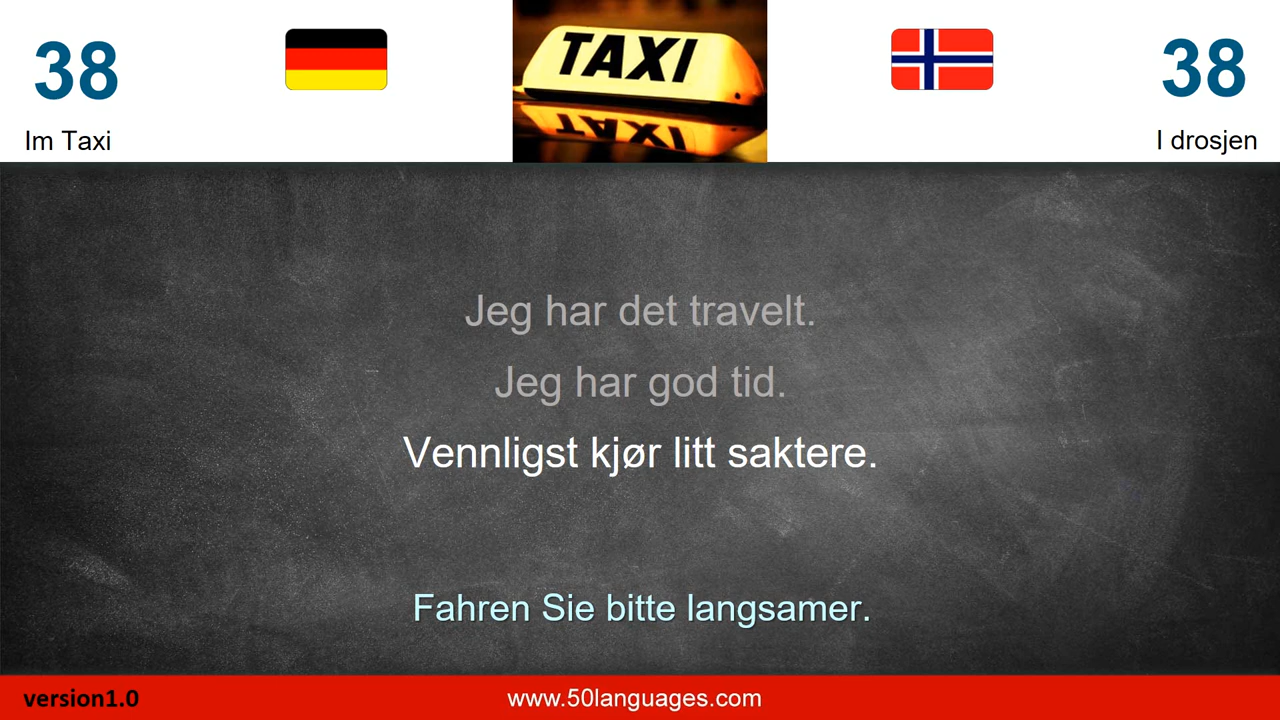 38
38
TAXI
Im Taxi
I drosjen
Jeg har det travelt.
Jeg har god tid.
Vennligst kjør litt saktere.
Fahren Sie bitte langsamer.
version1.0
www.50languages.com